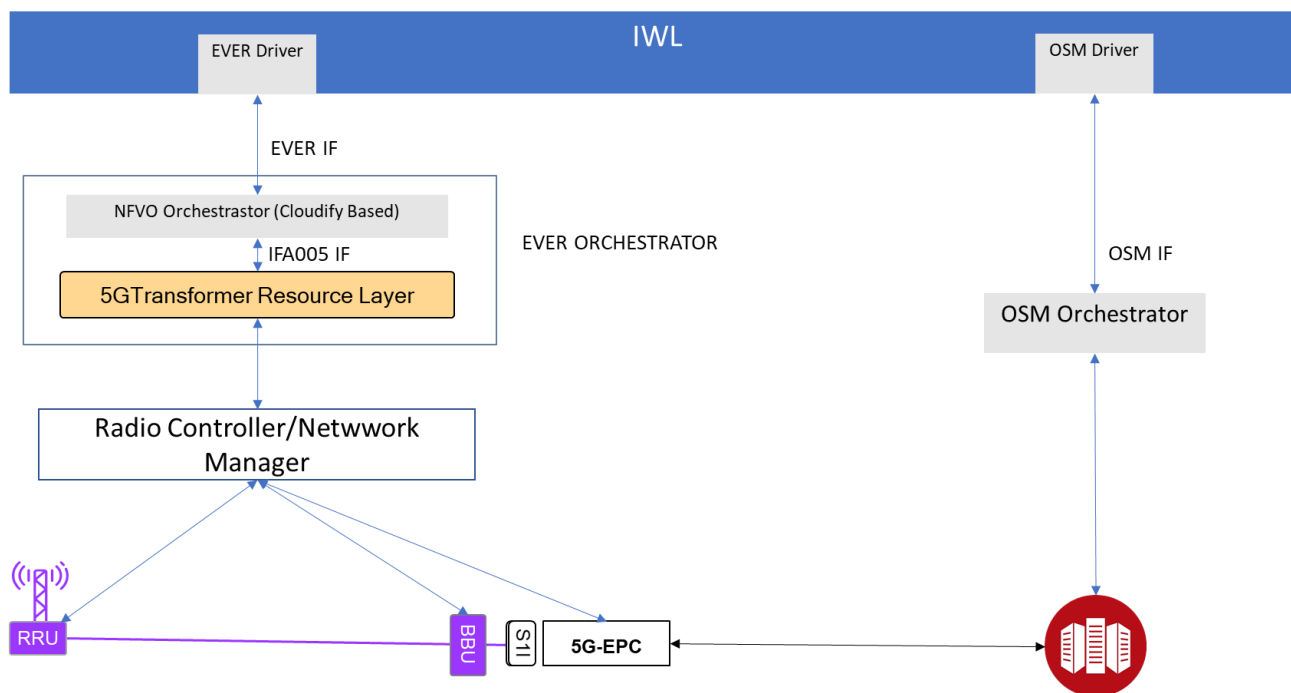 IWL
EVER Driver
OSM Driver
EVER IF
NFVO Orchestrastor (Cloudify Based)
IFA005 IF
EVER ORCHESTRATOR
5GTransformer Resource Layer
OSM IF
OSM Orchestrator
Radio Controller/Netwwork
Manager
RRU
BBU
S1I
5G-EPC